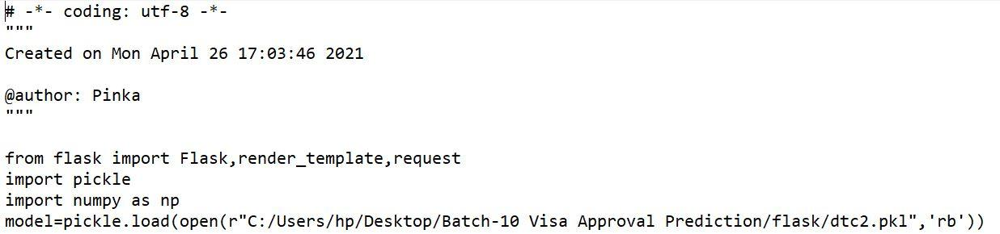 # -*- coding: utf-8 -*-
"""
Created on Mon April 26 17:03:46 2021
@author: Pinka
"""
from flask import Flask,render_template,request
import pickle
import numpy as np
model=pickle.load(open(r"C:/Users/hp/Desktop/Batch-10 Visa Approval Prediction/flask/dtc2.pkl",'rb'))